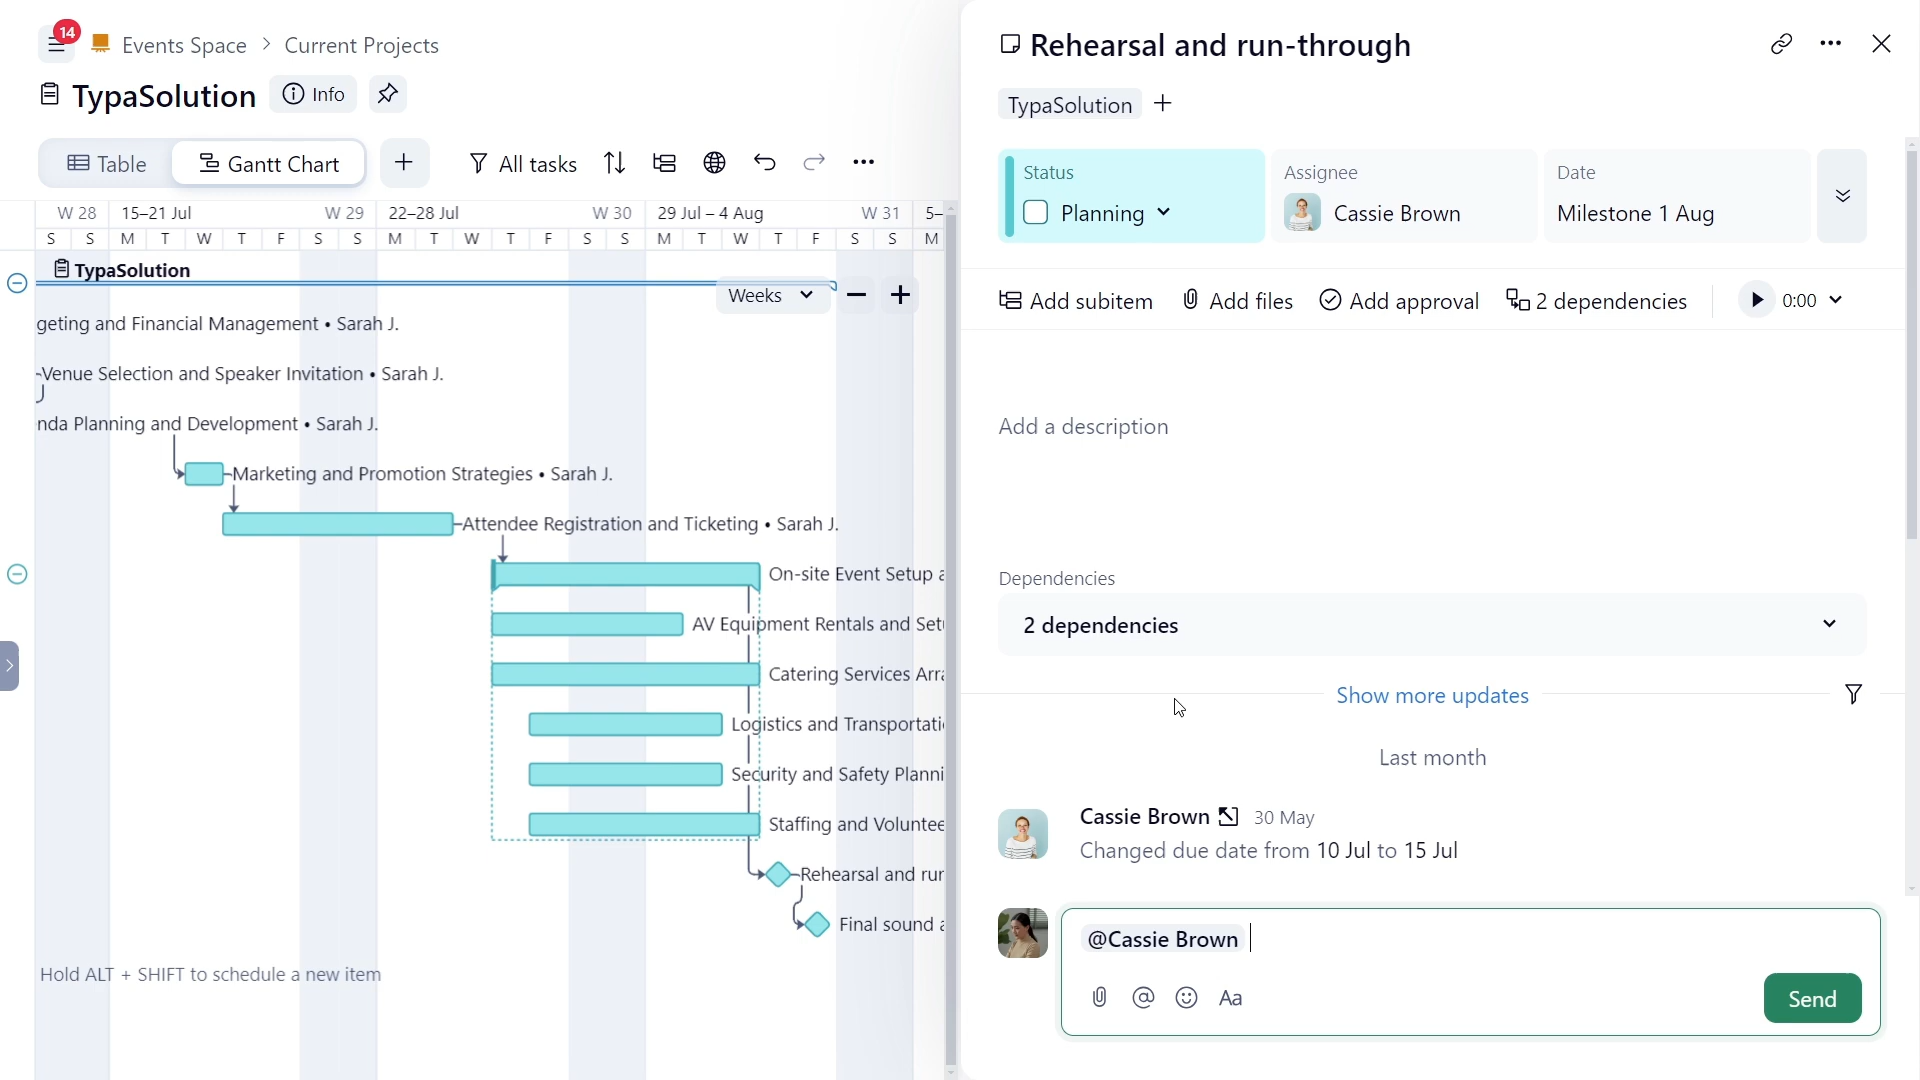 14
Events Space > Current Projects
TypaSolution
Info
Table
Gantt Chart
+
All tasks
W 28
15–21 Jul
W 29
22–28 Jul
W 30
29 Jul – 4 Aug
W 31
5–
S S M T W T F S S M T W T F S S M T W T F S S M
TypaSolution
Weeks
geting and Financial Management • Sarah J.
Venue Selection and Speaker Invitation • Sarah J.
nda Planning and Development • Sarah J.
Marketing and Promotion Strategies • Sarah J.
Attendee Registration and Ticketing • Sarah J.
On-site Event Setup a
AV Equipment Rentals and Setu
Catering Services Arra
Logistics and Transportati
Security and Safety Planni
Staffing and Voluntee
Rehearsal and rur
Final sound a
Hold ALT + SHIFT to schedule a new item
Rehearsal and run-through
TypaSolution +
Status
Planning
Assignee
Cassie Brown
Date
Milestone 1 Aug
Add subitem
Add files
Add approval
2 dependencies
0:00
Add a description
Dependencies
2 dependencies
Show more updates
Last month
Cassie Brown 30 May
Changed due date from 10 Jul to 15 Jul
@Cassie Brown
Aa
Send